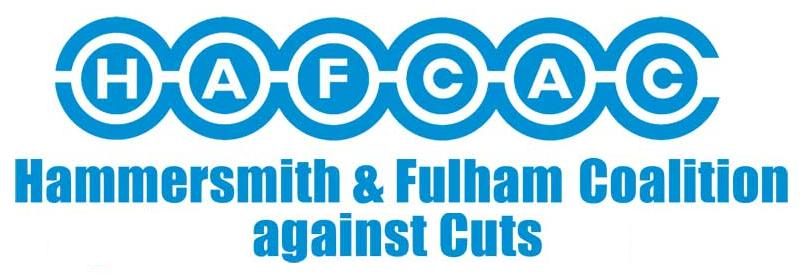 HAFCAC
Hammersmith & Fulham Coalition
against Cuts